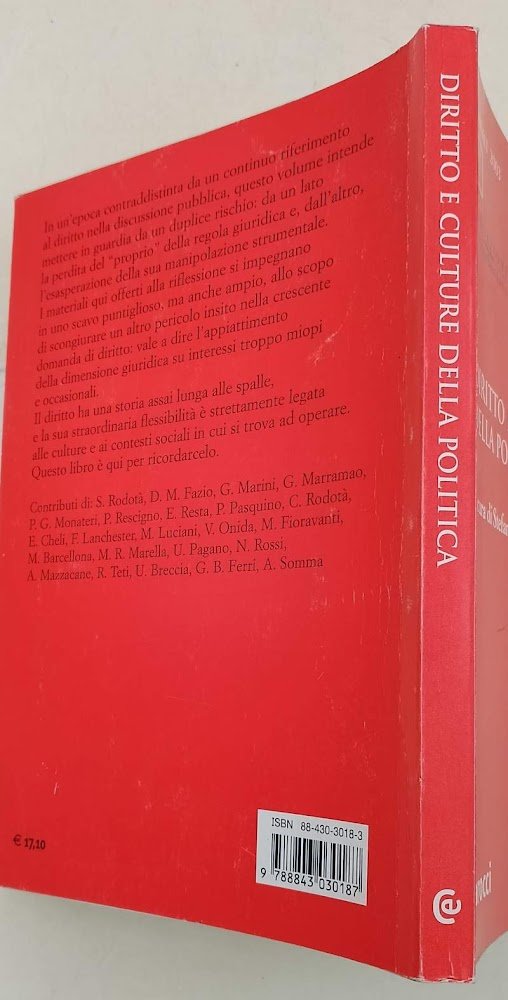 In un'epoca contraddistinta da un continuo riferimento
al diritto nella discussione pubblica, questo volume intende
mettere in guardia da un duplice rischio: da un lato
la perdita del "proprio" della regola giuridica e, dall'altro,
l'esasperazione della sua manipolazione strumentale.
I materiali qui offerti alla riflessione si impegnano
in uno scavo puntiglioso, ma anche ampio, allo scopo
di scongiurare un altro pericolo insito nella crescente
domanda di diritto: vale a dire l'appiattimento
della dimensione giuridica su interessi troppo miopi
e occasionali.
Il diritto ha una storia assai lunga alle spalle,
e la sua straordinaria flessibilità è strettamente legata
alle culture e ai contesti sociali in cui si trova ad operare.
Questo libro è qui per ricordarcelo.
Contributi di: S. Rodotà, D. M. Fazio, G. Marini, G. Marramao,
P. G. Monateri, P. Rescigno, E. Resta, P. Pasquino, C. Rodotà,
E. Cheli, F. Lanchester, M. Luciani, V. Onida, M. Fioravanti,
M. Barcellona, M. R. Marella, U. Pagano, N. Rossi,
A. Mazzacane, R. Teti, U. Breccia, G. B. Ferri, A. Somma
€ 17,10
ISBN 88-430-3018-3
9 788843 030187
DIRITTO E CULTURE DELLA POLITICA